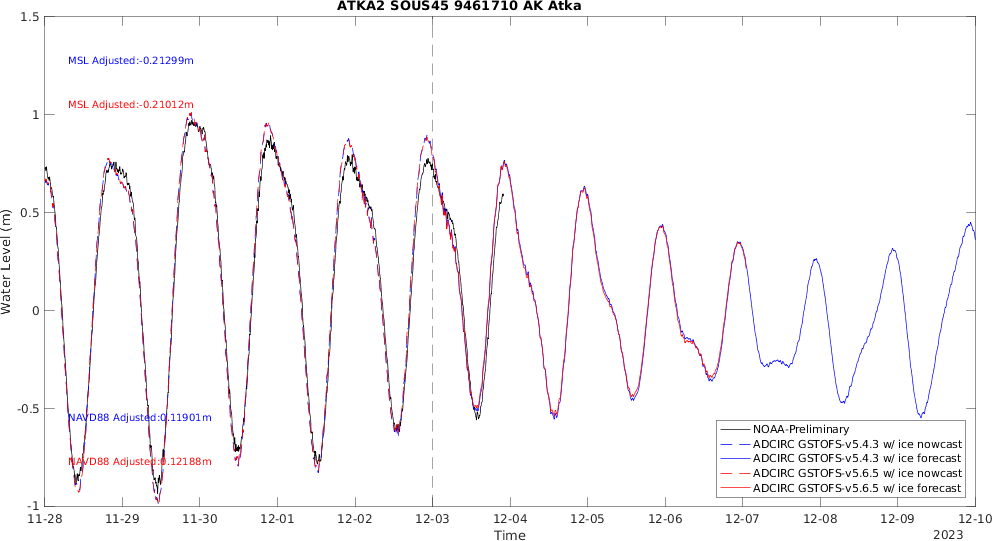 ATKA2 SOUS45 9461710 AK Atka
1.5
1
0.5
0
-0.5
-1
Water Level (m)
MSL Adjusted:-0.21299m
MSL Adjusted:-0.21012m
NAVD88 Adjusted:0.11901m
NAVD88 Adjusted:0.12188m
NOAA-Preliminary
ADCIRC GSTOFS-v5.4.3 w/ ice nowcast
ADCIRC GSTOFS-v5.4.3 w/ ice forecast
ADCIRC GSTOFS-v5.6.5 w/ ice nowcast
ADCIRC GSTOFS-v5.6.5 w/ ice forecast
11-28 11-29 11-30 12-01 12-02 12-03 12-04 12-05 12-06 12-07 12-08 12-09 12-10
Time
2023